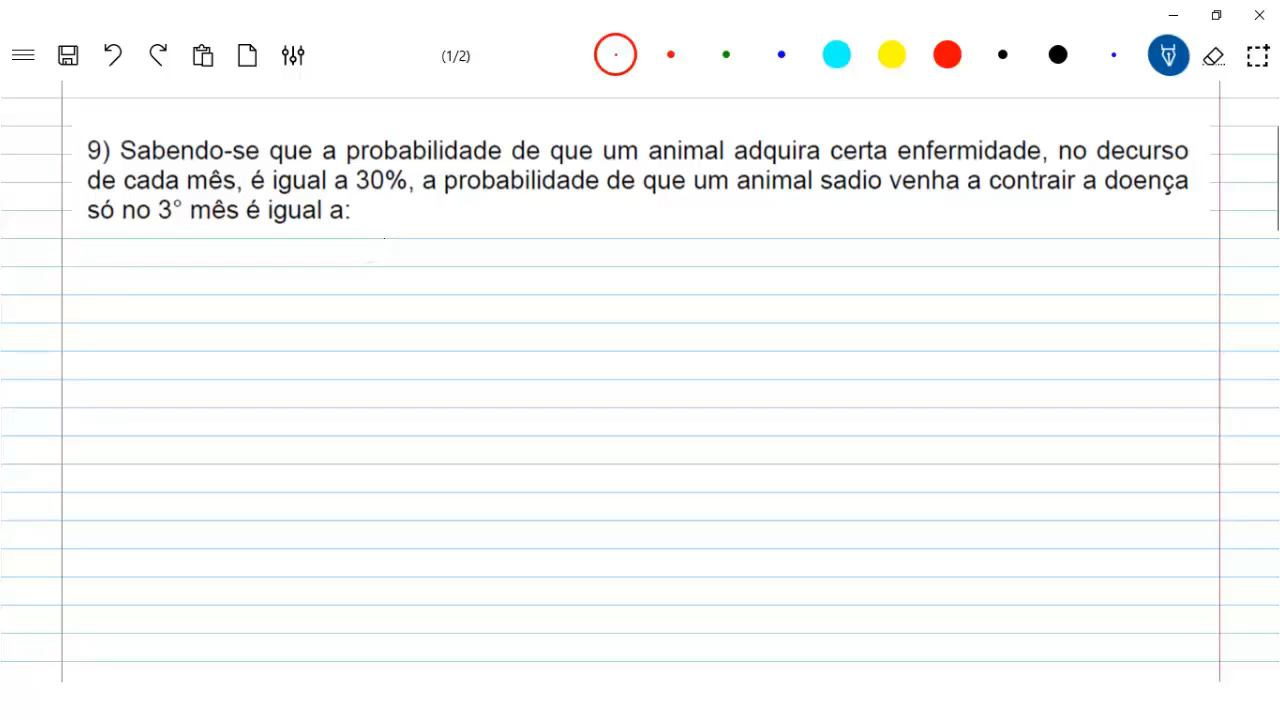 (1/2)
9) Sabendo-se que a probabilidade de que um animal adquira certa enfermidade, no decurso
de cada mês, é igual a 30%, a probabilidade de que um animal sadio venha a contrair a doença
só no 3° mês é igual a: